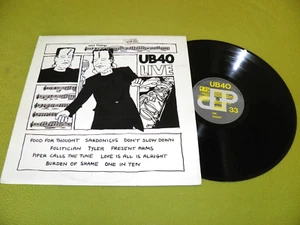 UB40
LIVE
FOOD FOR THOUGHT SARDONICUS DON'T SLOW DOWN
POLITICIAN TYLER PRESENT ARMS
PIPER CALLS THE TUNE LOVE IS ALL IS ALRIGHT
BURDEN OF SHAME ONE IN TEN
UB40
33